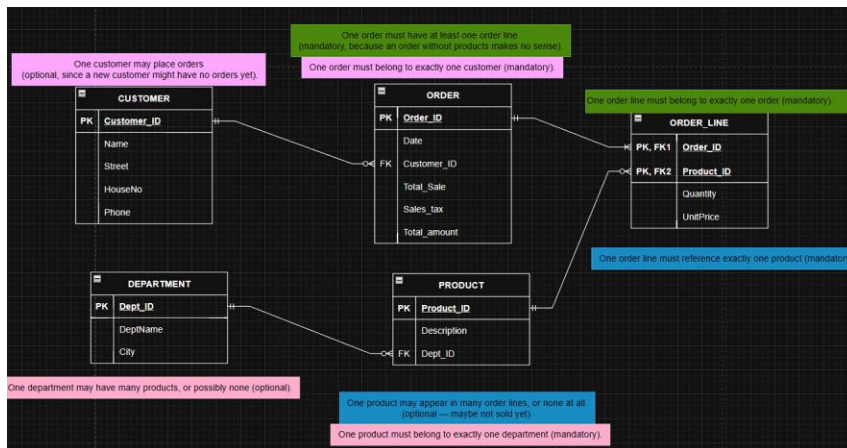 One order must have at least one order line
(mandatory, because an order without products makes no sense).
One customer may place orders
(optional, since a new customer might have no orders yet).
One order must belong to exactly one customer (mandatory).
CUSTOMER
PK Customer_ID
Name
Street
HouseNo
Phone
ORDER
PK Order_ID
Date
FK Customer_ID
Total_Sale
Sales_tax
Total_amount
One order line must belong to exactly one order (mandatory).
ORDER_LINE
PK, FK1 Order_ID
PK, FK2 Product_ID
Quantity
UnitPrice
One order line must reference exactly one product (mandator
DEPARTMENT
PK Dept_ID
DeptName
City
PRODUCT
PK Product_ID
Description
FK Dept_ID
One department may have many products, or possibly none (optional).
One product may appear in many order lines, or none at all
(optional — maybe not sold yet).
One product must belong to exactly one department (mandatory).